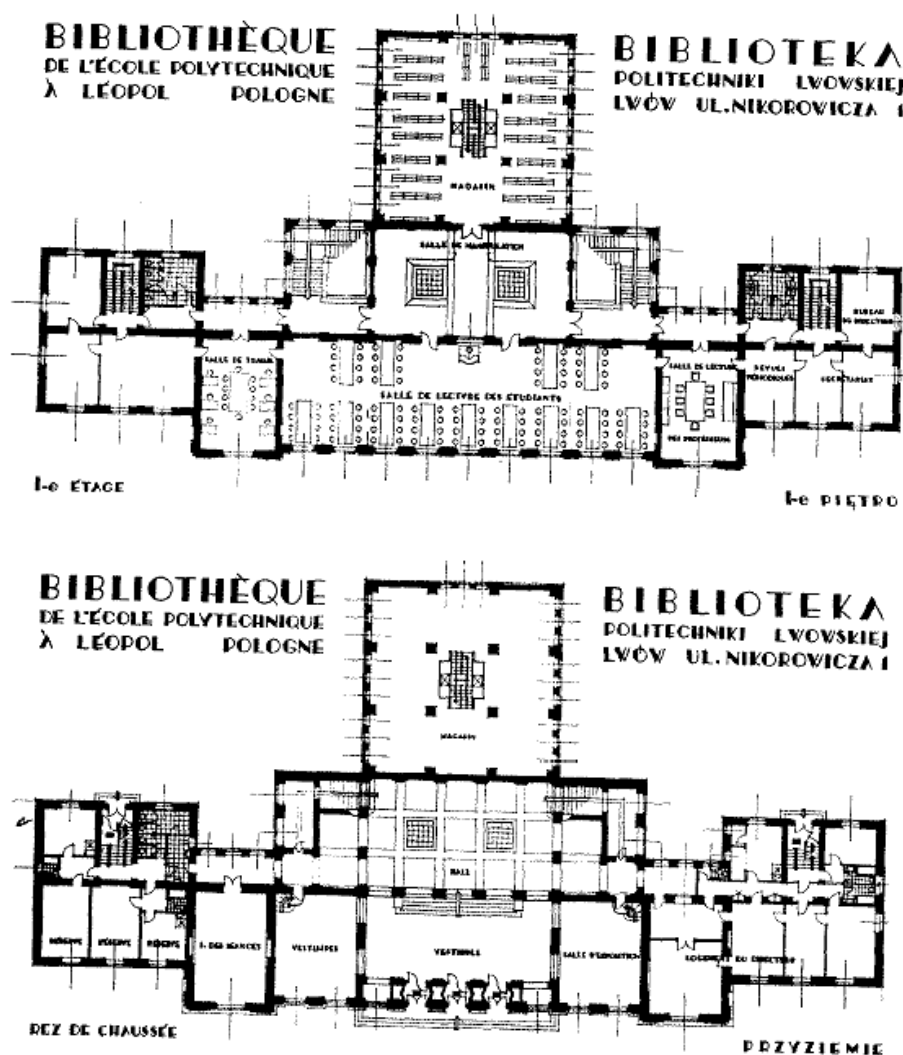 BIBLIOTHÈQUE
DE L'ÉCOLE POLYTECHNIQUE
À LÉOPOL POLOGNE
BIBLIOTEKA
POLITECHNIKI LWOWSKIEJ
LWÓW UL. NIKOROWICZA 1
MAGASIN
SALLE DE MANIPULATION
BUREAU
DU DIRECTEUR
SALLE DE TRAVAIL
SALLE DE LECTURE
REVUES
PÉRIODIQUES
SECRÉTARIAT
SALLE DE LECTURE DES ÉTUDIANTS
DES PROFESSEURS
I-e ÉTAGE
I-e PIĘTRO
BIBLIOTHÈQUE
DE L'ÉCOLE POLYTECHNIQUE
À LÉOPOL POLOGNE
BIBLIOTEKA
POLITECHNIKI LWOWSKIEJ
LWÓW UL. NIKOROWICZA 1
MAGASIN
HALL
RÉSERVE
RÉSERVE
RÉSERVE
S. DES SÉANCES
VESTIAIRES
VESTIBULE
SALLE D'EXPOSITION
LOGEMENT DU DIRECTEUR
REZ DE CHAUSSÉE
PRZYZIEMIE